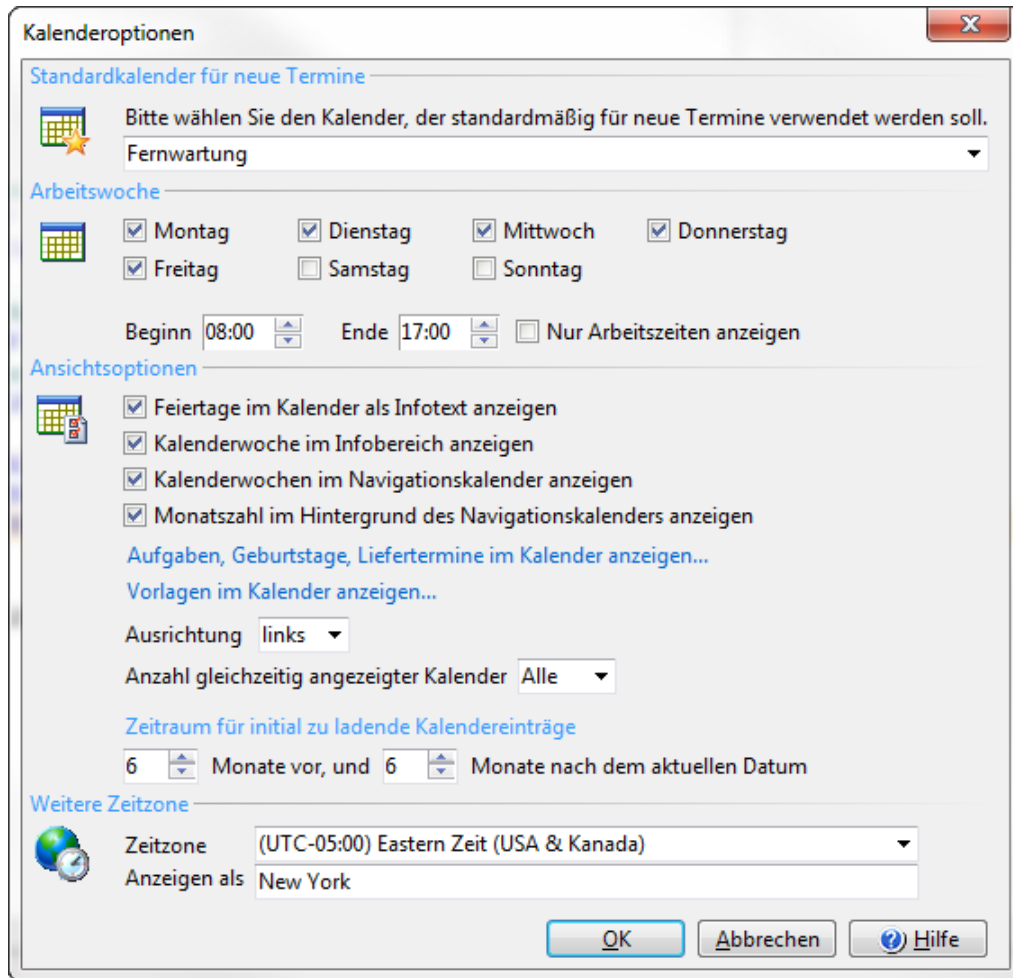 Kalenderoptionen
Standardkalender für neue Termine
Bitte wählen Sie den Kalender, der standardmäßig für neue Termine verwendet werden soll.
Fernwartung
Arbeitswoche
Montag Dienstag Mittwoch Donnerstag
Freitag Samstag Sonntag
Beginn 08:00 Ende 17:00 Nur Arbeitszeiten anzeigen
Ansichtsoptionen
Feiertage im Kalender als Infotext anzeigen
Kalenderwoche im Infobereich anzeigen
Kalenderwochen im Navigationskalender anzeigen
Monatszahl im Hintergrund des Navigationskalenders anzeigen
Aufgaben, Geburtstage, Liefertermine im Kalender anzeigen...
Vorlagen im Kalender anzeigen...
Ausrichtung links
Anzahl gleichzeitig angezeigter Kalender Alle
Zeitraum für initial zu ladende Kalendereinträge
6 Monate vor, und 6 Monate nach dem aktuellen Datum
Weitere Zeitzone
Zeitzone (UTC-05:00) Eastern Zeit (USA & Kanada)
Anzeigen als New York
OK Abbrechen Hilfe